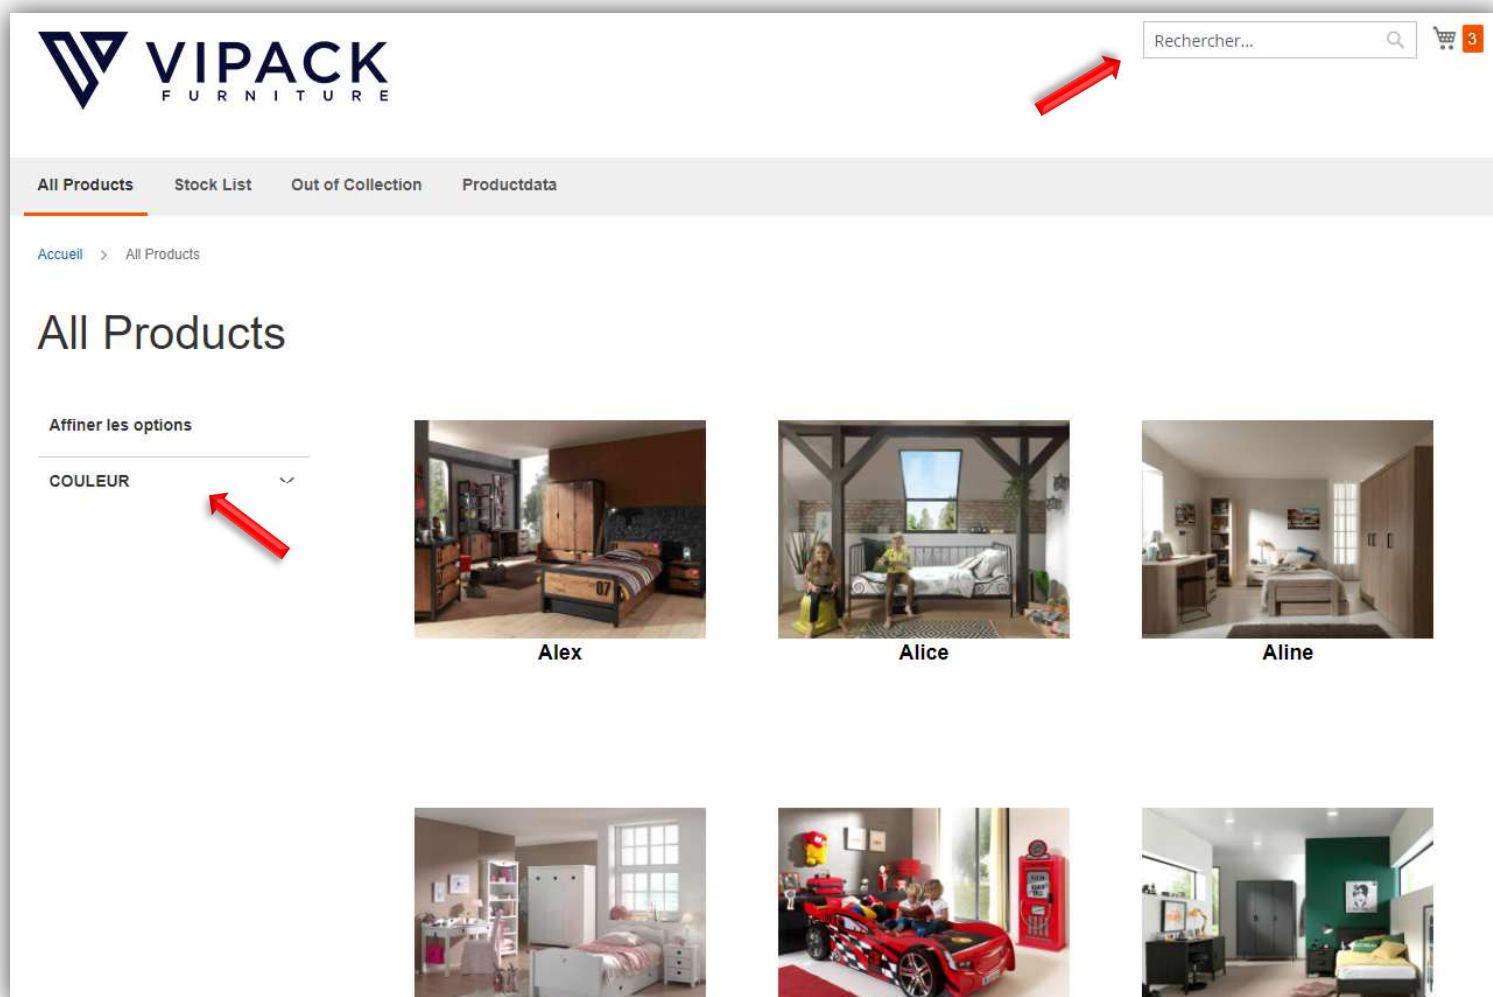 VIPACK
FURNITURE
Rechercher...
3
All Products Stock List Out of Collection Productdata
Accueil > All Products
All Products
Affiner les options
COULEUR
07
Alex
Alice
Aline